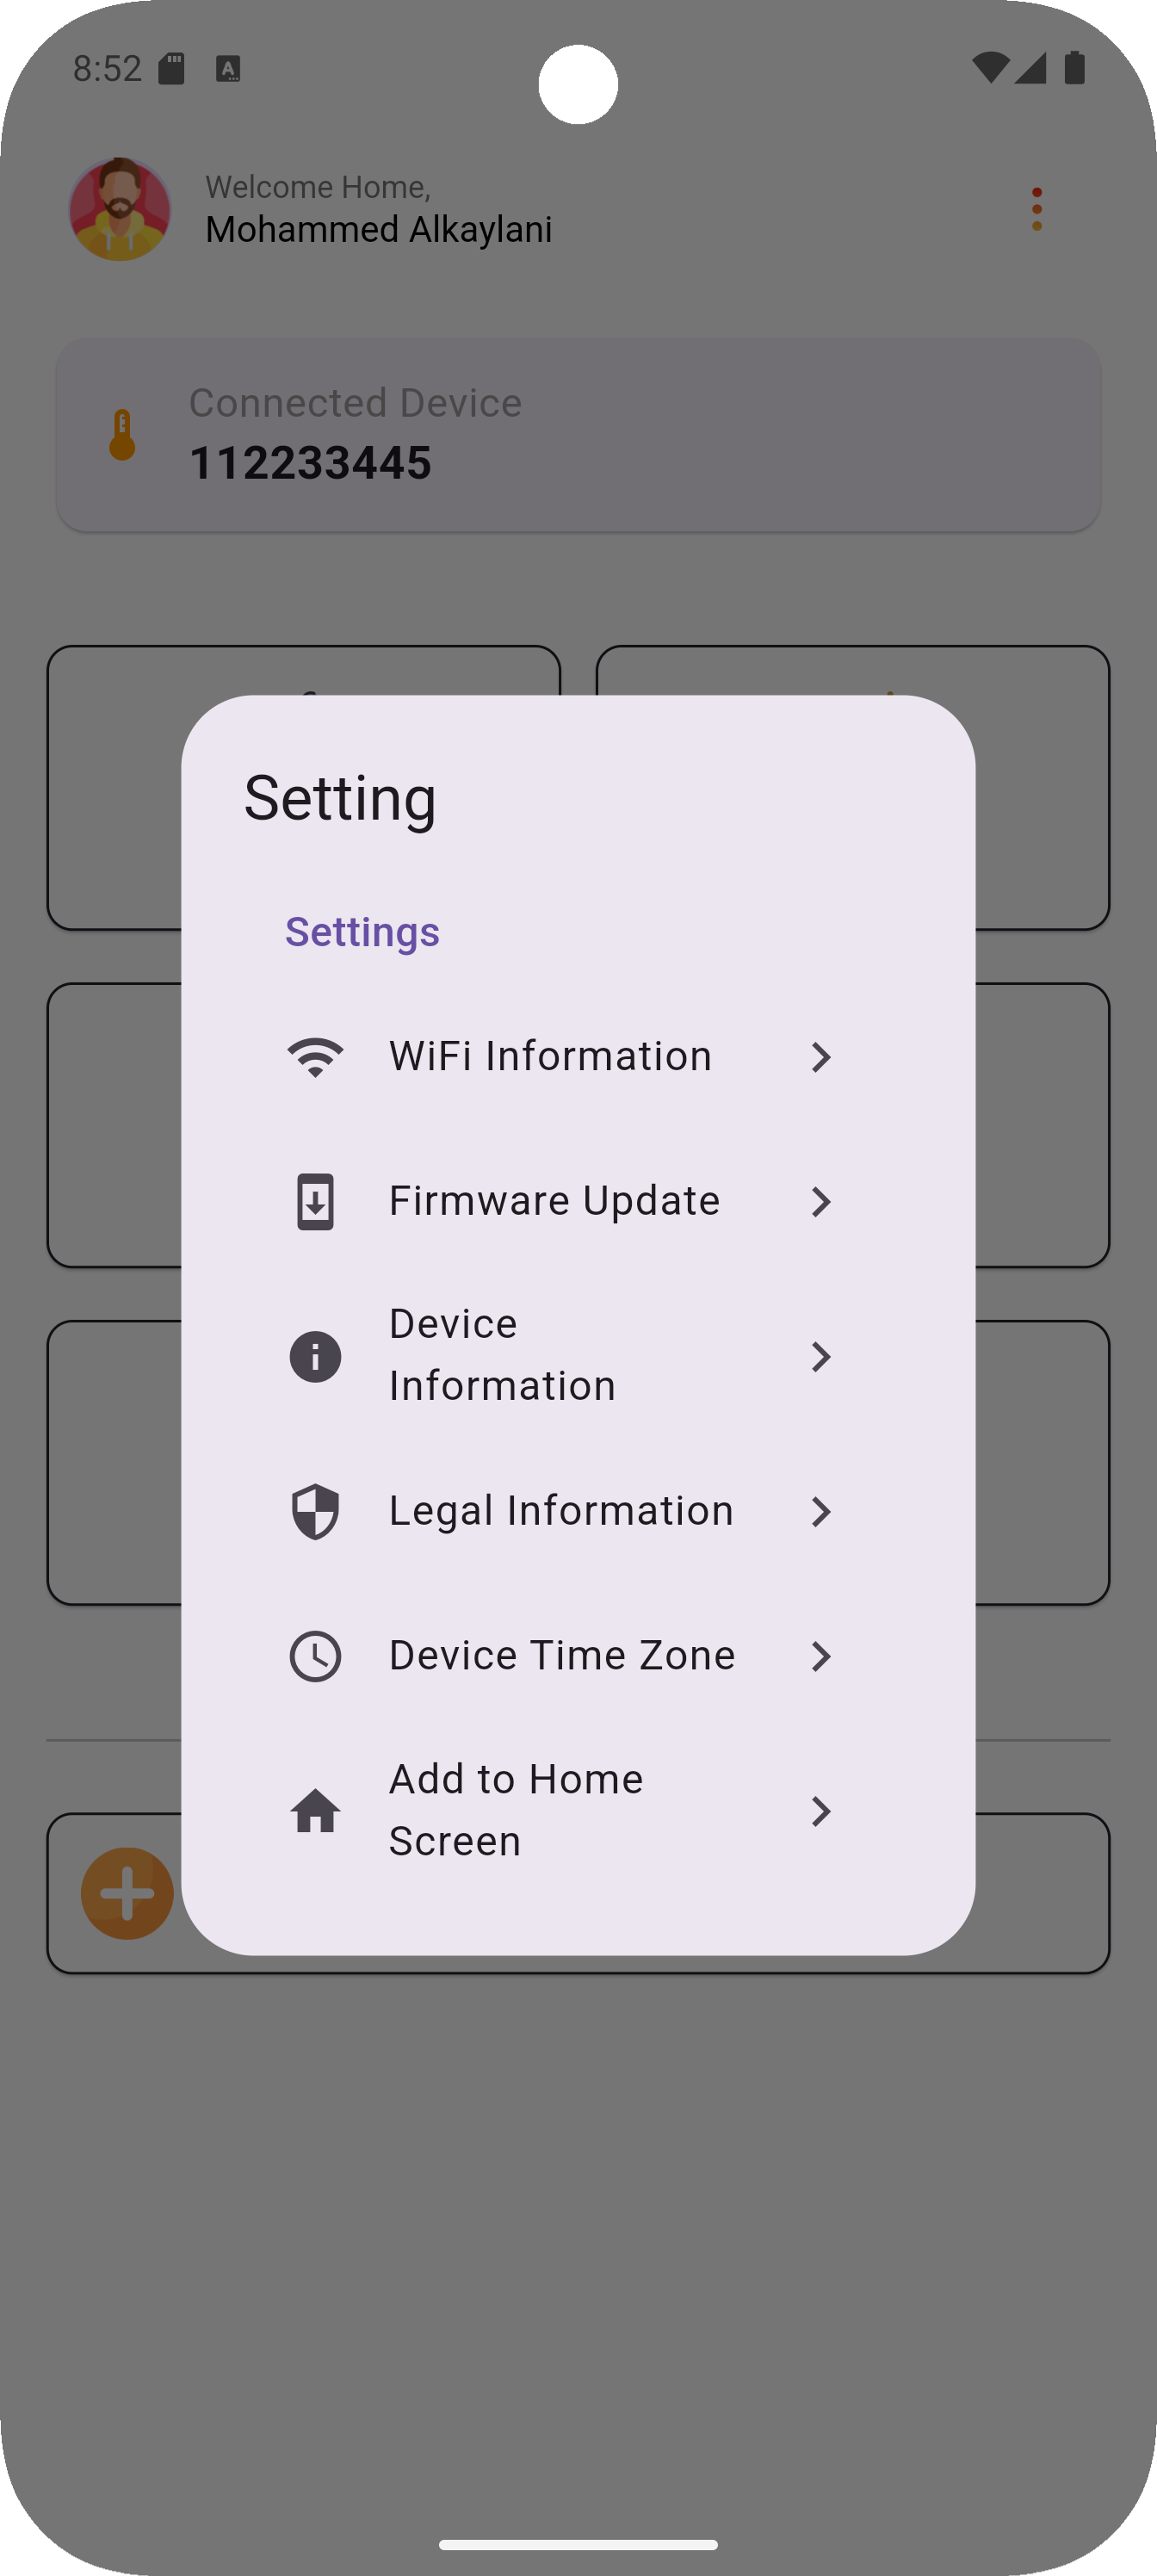 8:52
Welcome Home,
Mohammed Alkaylani
Connected Device
112233445
Setting
Settings
WiFi Information
Firmware Update
Device
Information
Legal Information
Device Time Zone
Add to Home
Screen